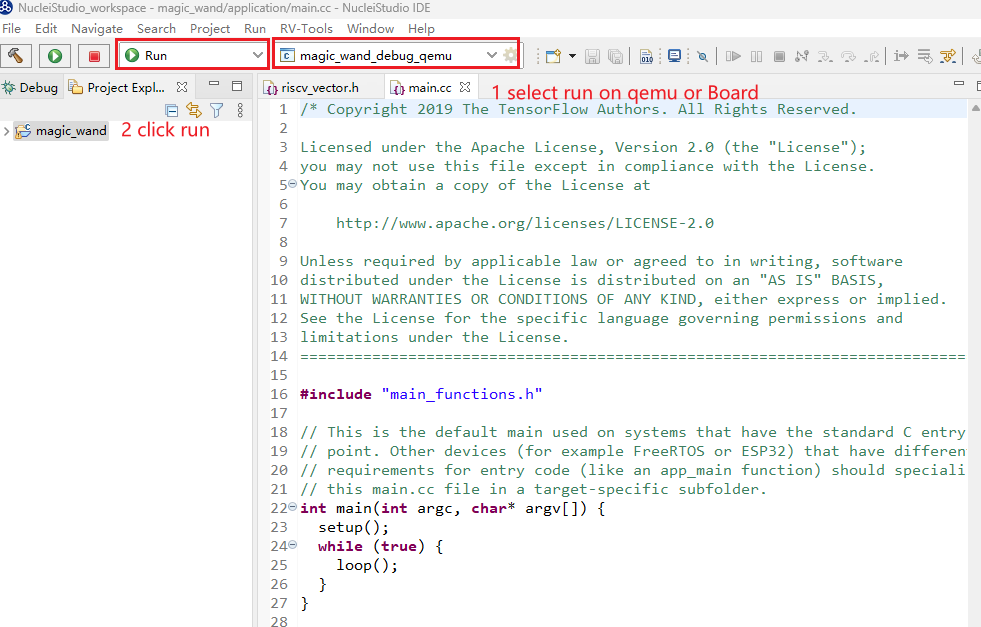 NucleiStudio_workspace - magic_wand/application/main.cc - NucleiStudio IDE
File Edit Navigate Search Project Run RV-Tools Window Help
Run magic_wand_debug_qemu
Debug Project Expl... riscv_vector.h main.cc
1 select run on qemu or Board
magic_wand 2 click run
1 /* Copyright 2019 The TensorFlow Authors. All Rights Reserved.
2
3 Licensed under the Apache License, Version 2.0 (the "License");
4 you may not use this file except in compliance with the License.
5 You may obtain a copy of the License at
6
7     http://www.apache.org/licenses/LICENSE-2.0
8
9 Unless required by applicable law or agreed to in writing, software
10 distributed under the License is distributed on an "AS IS" BASIS,
11 WITHOUT WARRANTIES OR CONDITIONS OF ANY KIND, either express or implied.
12 See the License for the specific language governing permissions and
13 limitations under the License.
14 ==========================================================================
15
16 #include "main_functions.h"
17
18 // This is the default main used on systems that have the standard C entry
19 // point. Other devices (for example FreeRTOS or ESP32) that have differen
20 // requirements for entry code (like an app_main function) should speciali
21 // this main.cc file in a target-specific subfolder.
22 int main(int argc, char* argv[]) {
23   setup();
24   while (true) {
25     loop();
26   }
27 }
28